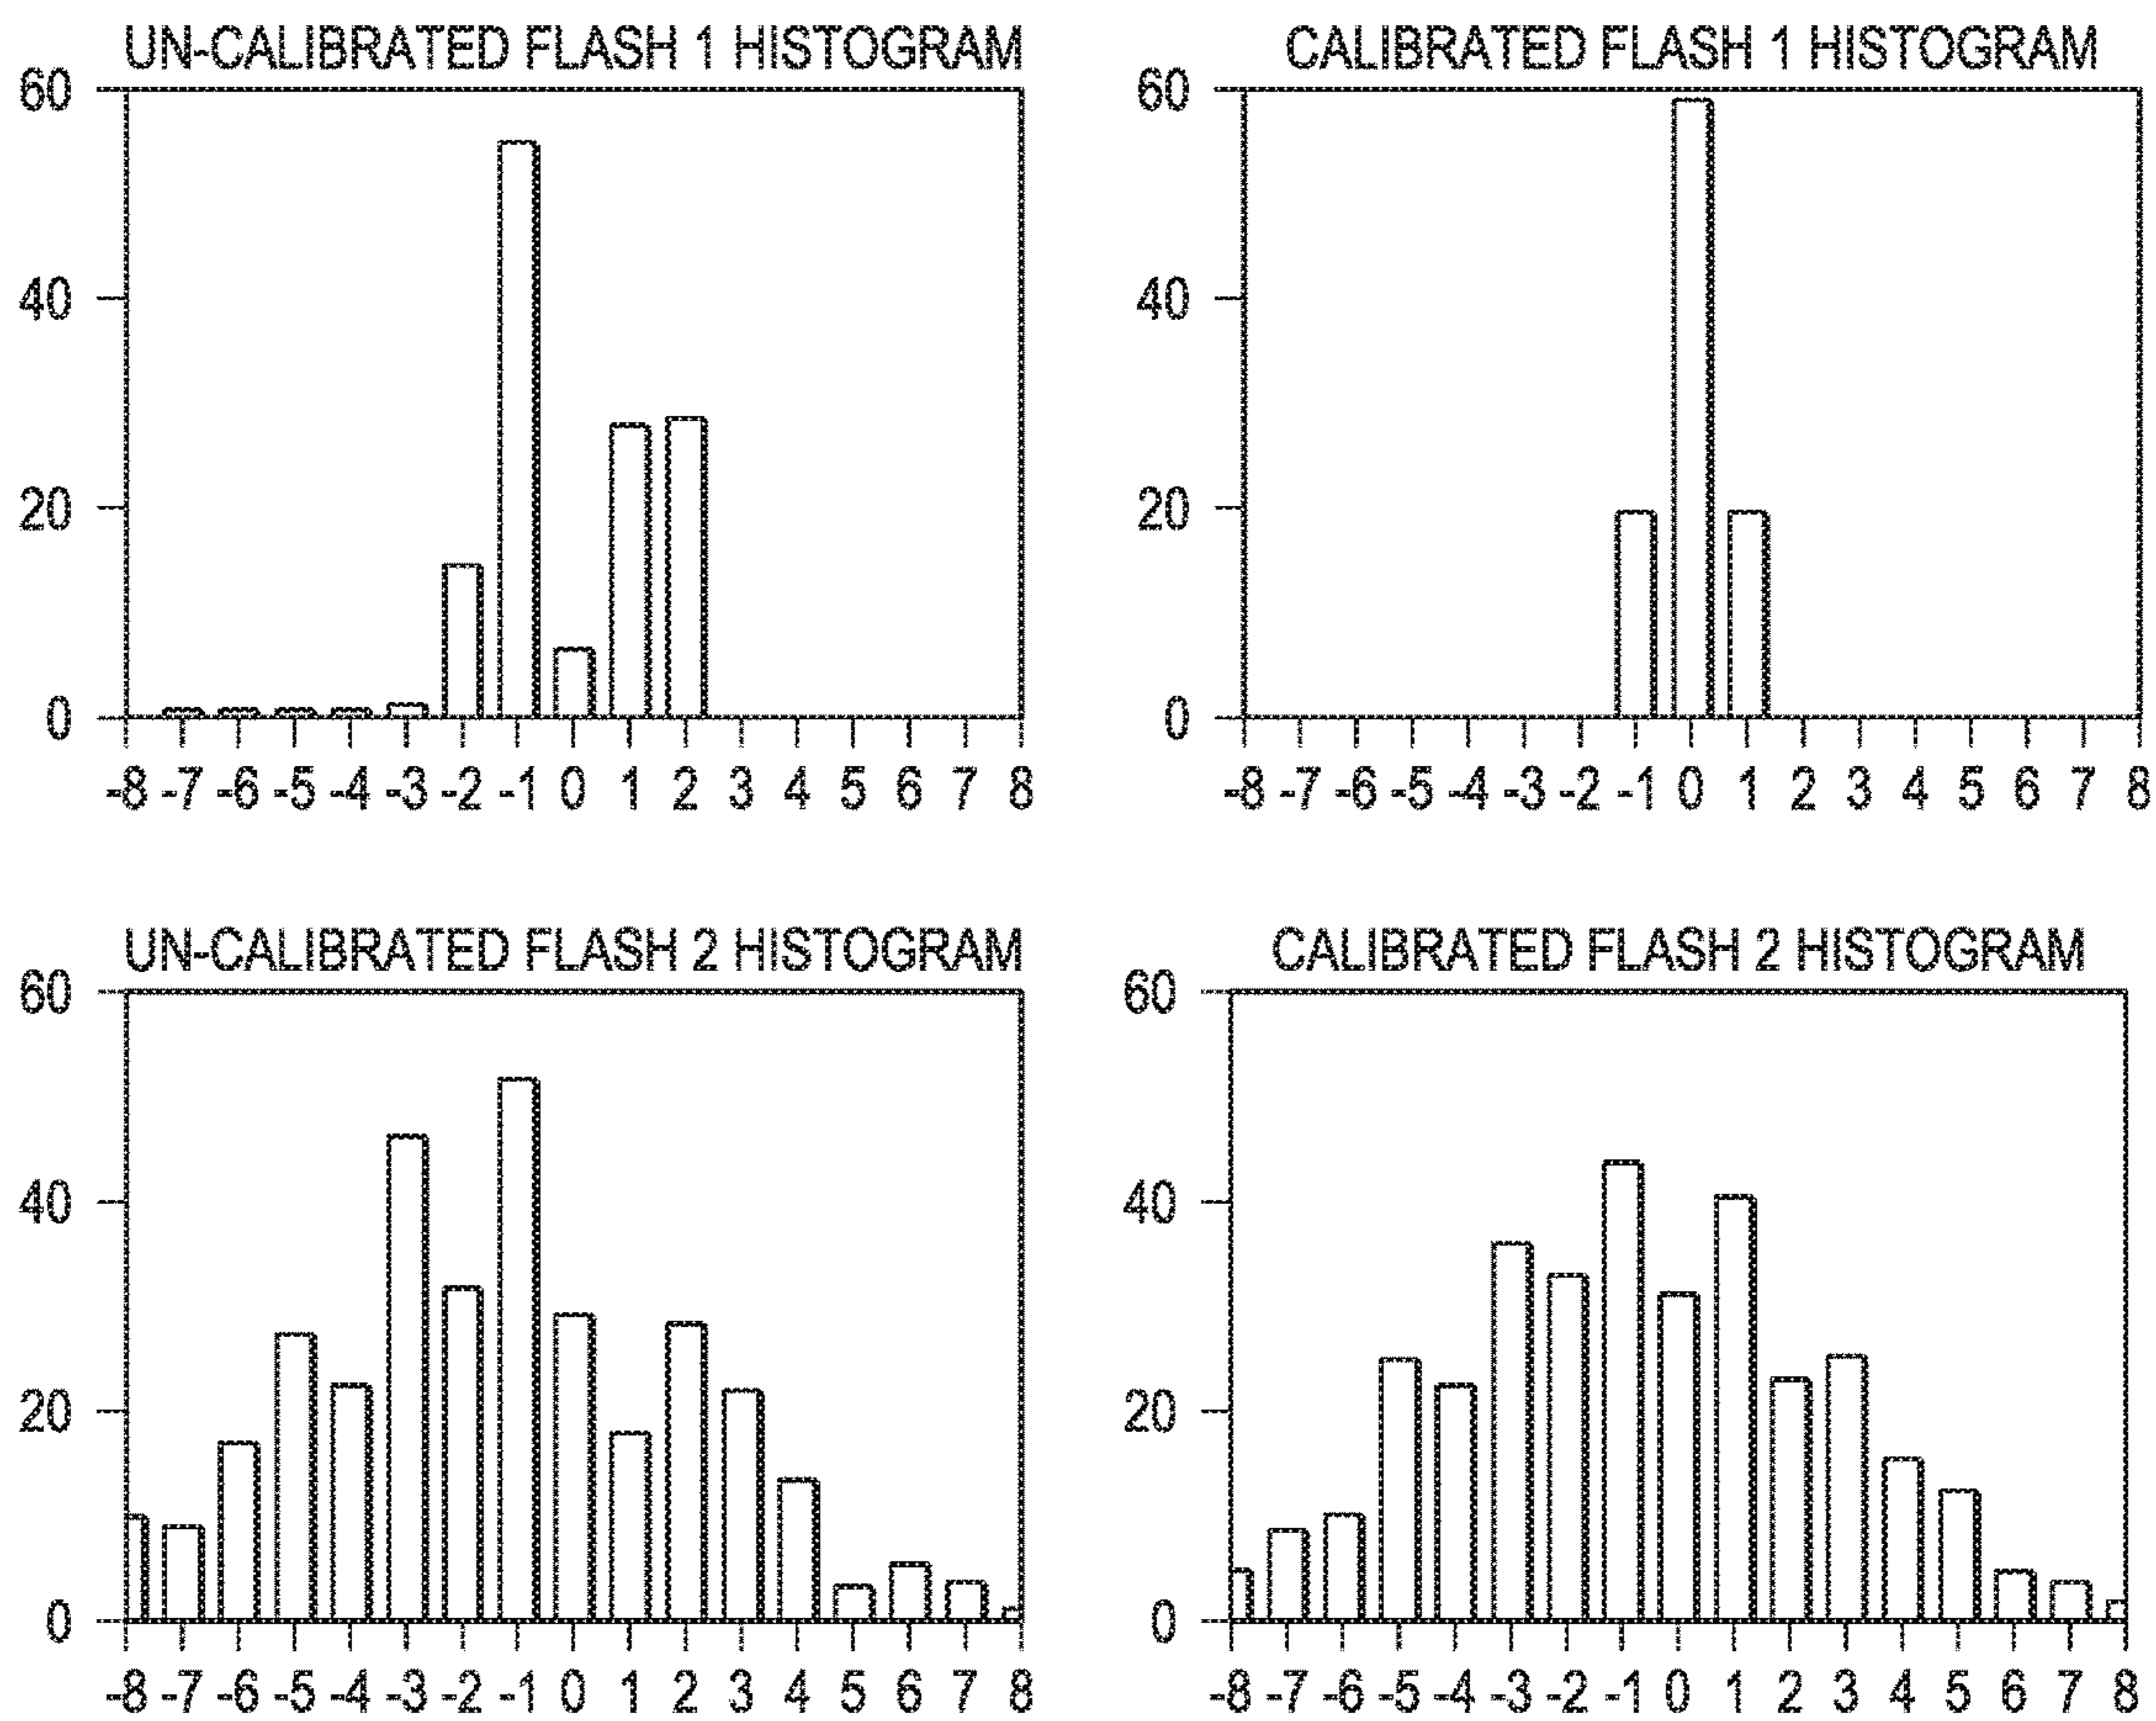 UN-CALIBRATED FLASH 1 HISTOGRAM
60
40
20
0
-8 -7 -6 -5 -4 -3 -2 -1 0 1 2 3 4 5 6 7 8
CALIBRATED FLASH 1 HISTOGRAM
60
40
20
0
-8 -7 -6 -5 -4 -3 -2 -1 0 1 2 3 4 5 6 7 8
UN-CALIBRATED FLASH 2 HISTOGRAM
60
40
20
0
-8 -7 -6 -5 -4 -3 -2 -1 0 1 2 3 4 5 6 7 8
CALIBRATED FLASH 2 HISTOGRAM
60
40
20
0
-8 -7 -6 -5 -4 -3 -2 -1 0 1 2 3 4 5 6 7 8